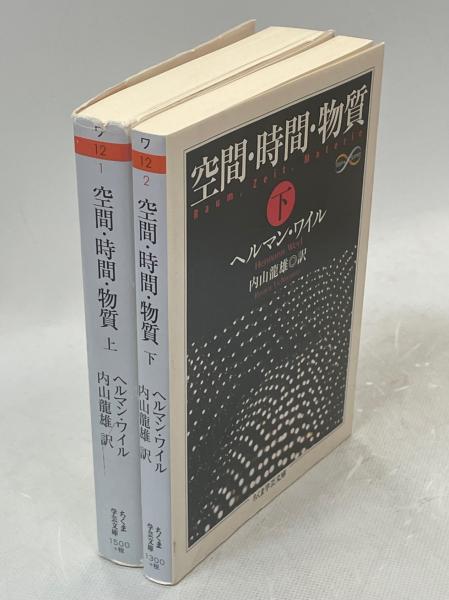 ワ
12
1
空間・時間・物質 上
ヘルマン・ワイル
内山龍雄 訳
ちくま
学芸文庫
1500
+税
ワ
12
2
空間・時間・物質 下
ヘルマン・ワイル
内山龍雄 訳
ちくま
学芸文庫
1300
+税
空間・時間・物質
Raum, Zeit, Materie
下
ヘルマン・ワイル
Hermann Weyl
内山龍雄 訳
ちくま学芸文庫